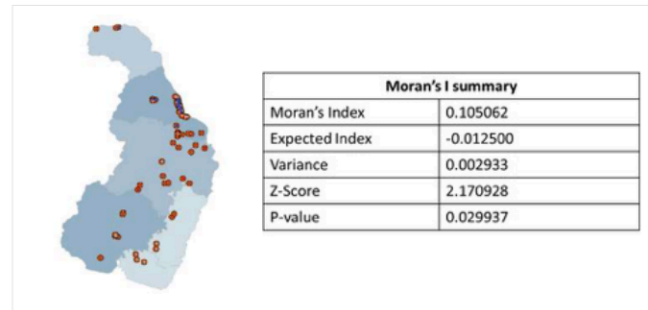 Moran's I summary
Moran's Index 0.105062
Expected Index -0.012500
Variance 0.002933
Z-Score 2.170928
P-value 0.029937